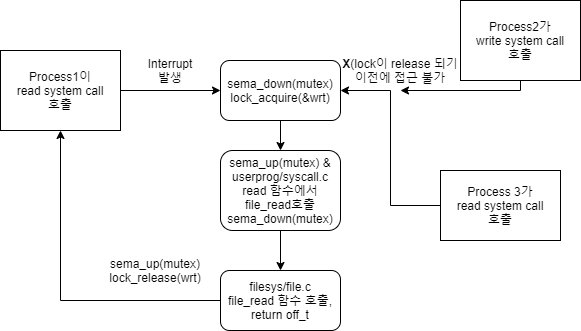 Process1이
read system call
호출
Interrupt
발생
sema_down(mutex)
lock_acquire(&wrt)
X(lock이 release 되기
이전에 접근 불가
Process2가
write system call
호출
sema_up(mutex) &
userprog/syscall.c
read 함수에서
file_read호출
sema_down(mutex)
Process 3가
read system call
호출
sema_up(mutex)
lock_release(wrt)
filesys/file.c
file_read 함수 호출,
return off_t